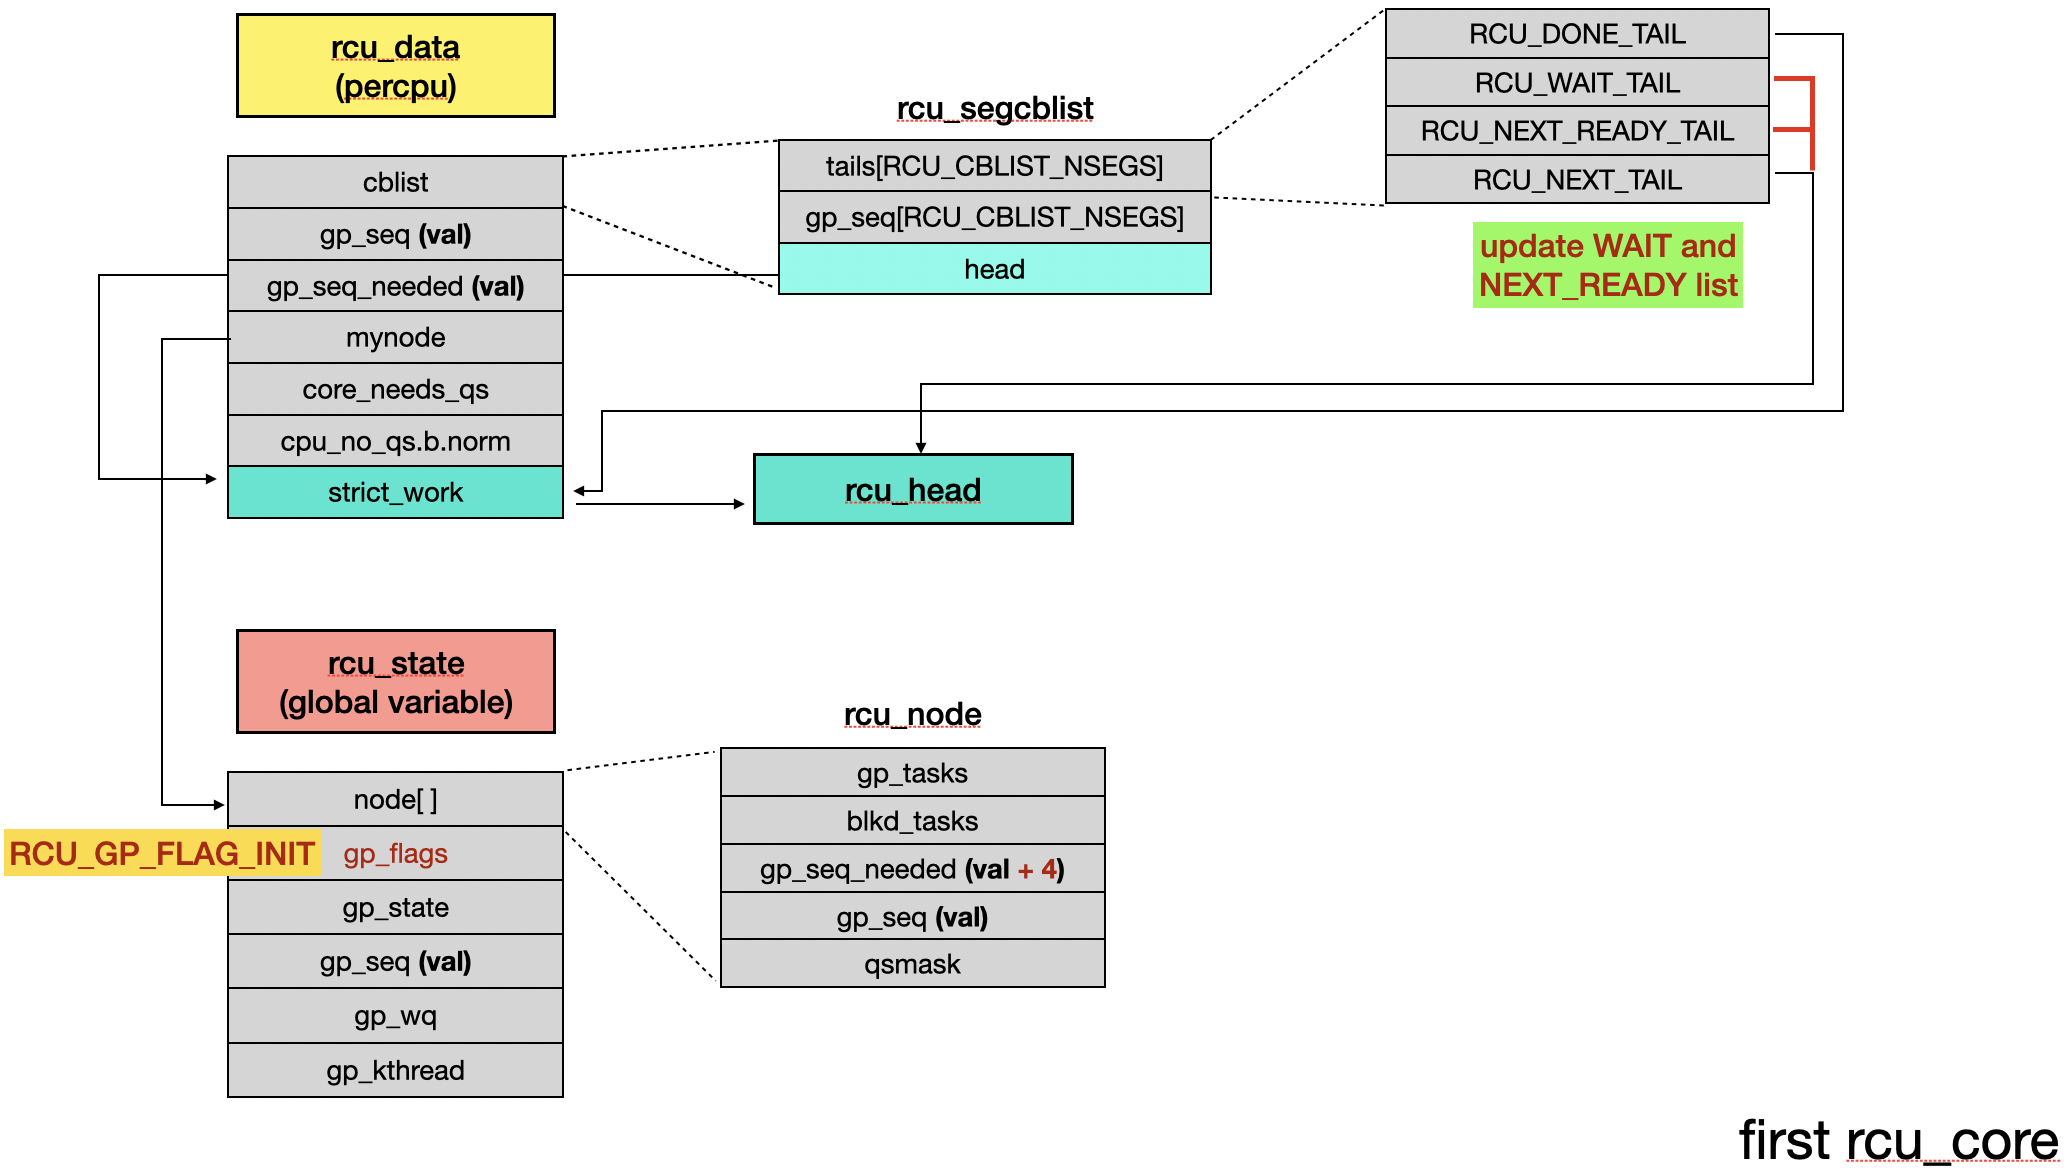 rcu_data
(percpu)
cblist
gp_seq (val)
gp_seq_needed (val)
mynode
core_needs_qs
cpu_no_qs.b.norm
strict_work
rcu_segcblist
tails[RCU_CBLIST_NSEGS]
gp_seq[RCU_CBLIST_NSEGS]
head
RCU_DONE_TAIL
RCU_WAIT_TAIL
RCU_NEXT_READY_TAIL
RCU_NEXT_TAIL
update WAIT and
NEXT_READY list
rcu_head
rcu_state
(global variable)
node[ ]
RCU_GP_FLAG_INIT
gp_flags
gp_state
gp_seq (val)
gp_wq
gp_kthread
rcu_node
gp_tasks
blkd_tasks
gp_seq_needed (val + 4)
gp_seq (val)
qsmask
first rcu_core